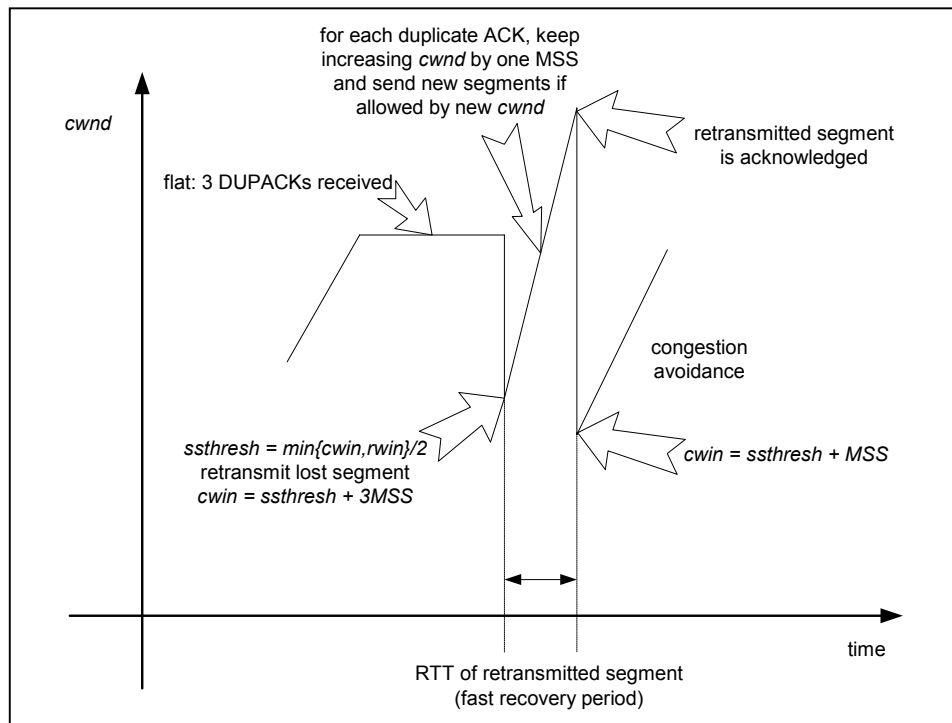 for each duplicate ACK, keep
increasing cwnd by one MSS
and send new segments if
allowed by new cwnd
cwnd
retransmitted segment
is acknowledged
flat: 3 DUPACKs received
congestion
avoidance
ssthresh = min{cwin,rwin}/2
retransmit lost segment
cwin = ssthresh + 3MSS
cwin = ssthresh + MSS
time
RTT of retransmitted segment
(fast recovery period)